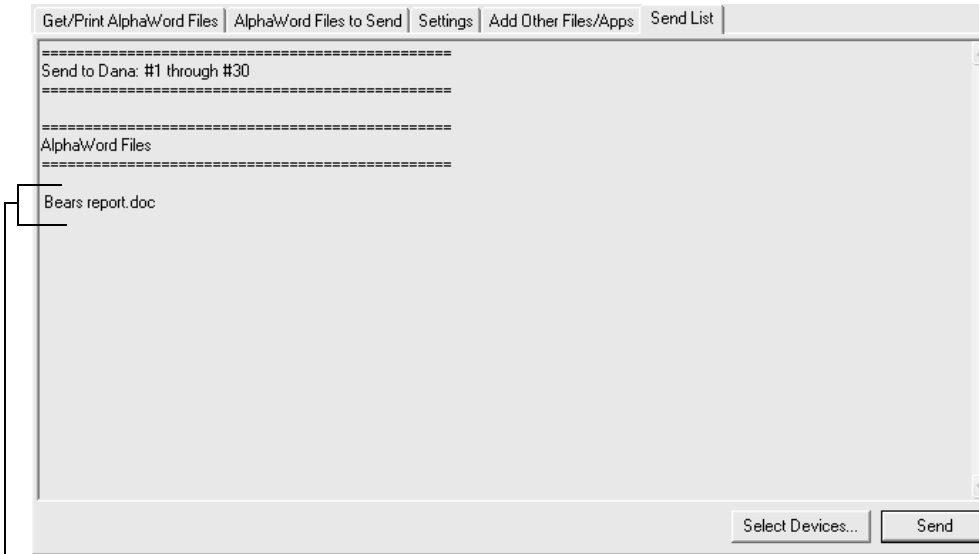 Get/Print AlphaWord Files AlphaWord Files to Send Settings Add Other Files/Apps Send List
================================================
Send to Dana: #1 through #30
================================================
================================================
AlphaWord Files
================================================
Bears report.doc
Select Devices... Send